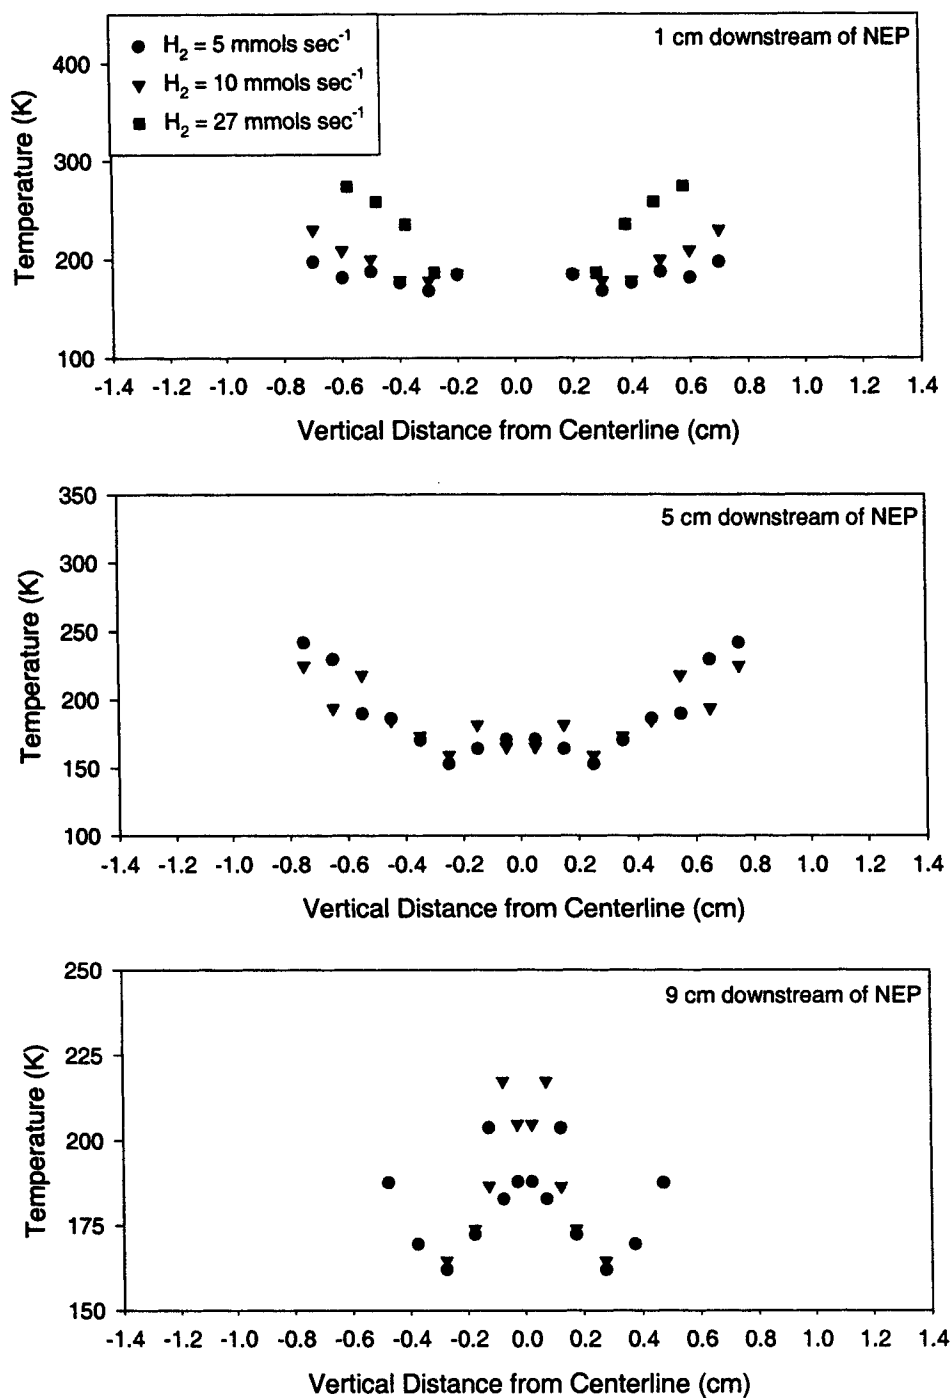 H2 = 5 mmols sec-1
H2 = 10 mmols sec-1
H2 = 27 mmols sec-1
1 cm downstream of NEP
400
300
200
100
Temperature (K)
-1.4 -1.2 -1.0 -0.8 -0.6 -0.4 -0.2 0.0 0.2 0.4 0.6 0.8 1.0 1.2 1.4
Vertical Distance from Centerline (cm)
5 cm downstream of NEP
350
300
250
200
150
100
Temperature (K)
-1.4 -1.2 -1.0 -0.8 -0.6 -0.4 -0.2 0.0 0.2 0.4 0.6 0.8 1.0 1.2 1.4
Vertical Distance from Centerline (cm)
9 cm downstream of NEP
250
225
200
175
150
Temperature (K)
-1.4 -1.2 -1.0 -0.8 -0.6 -0.4 -0.2 0.0 0.2 0.4 0.6 0.8 1.0 1.2 1.4
Vertical Distance from Centerline (cm)